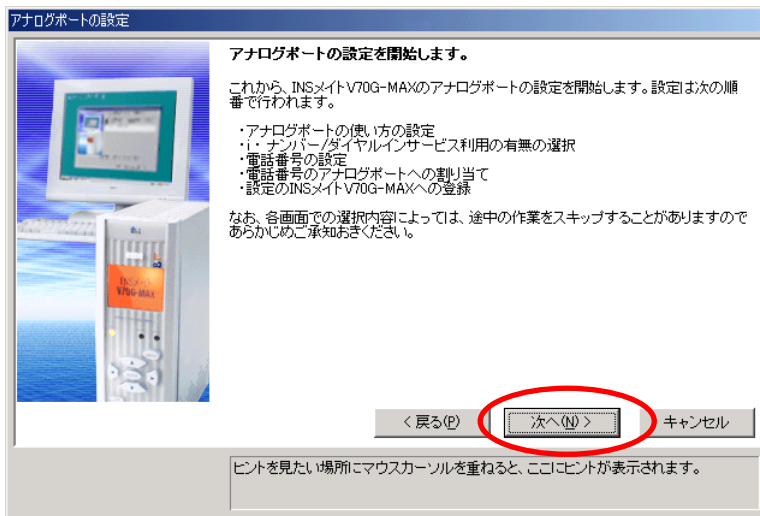 アナログポートの設定
アナログポートの設定を開始します。
これから、INSメイトV70G-MAXのアナログポートの設定を開始します。設定は次の順
番で行われます。
・アナログポートの使い方の設定
・i・ナンバー/ダイヤルインサービス利用の有無の選択
・電話番号の設定
・電話番号のアナログポートへの割り当て
・設定のINSメイトV70G-MAXへの登録
なお、各画面での選択内容によっては、途中の作業をスキップすることがありますので
あらかじめご承知おきください。
INSメイト
V70G-MAX
< 戻る(P)
次へ(N) >
キャンセル
ヒントを見たい場所にマウスカーソルを重ねると、ここにヒントが表示されます。